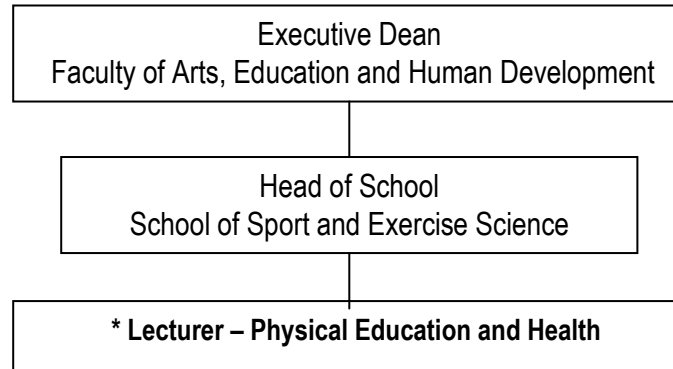 Executive Dean
Faculty of Arts, Education and Human Development
Head of School
School of Sport and Exercise Science
* Lecturer – Physical Education and Health